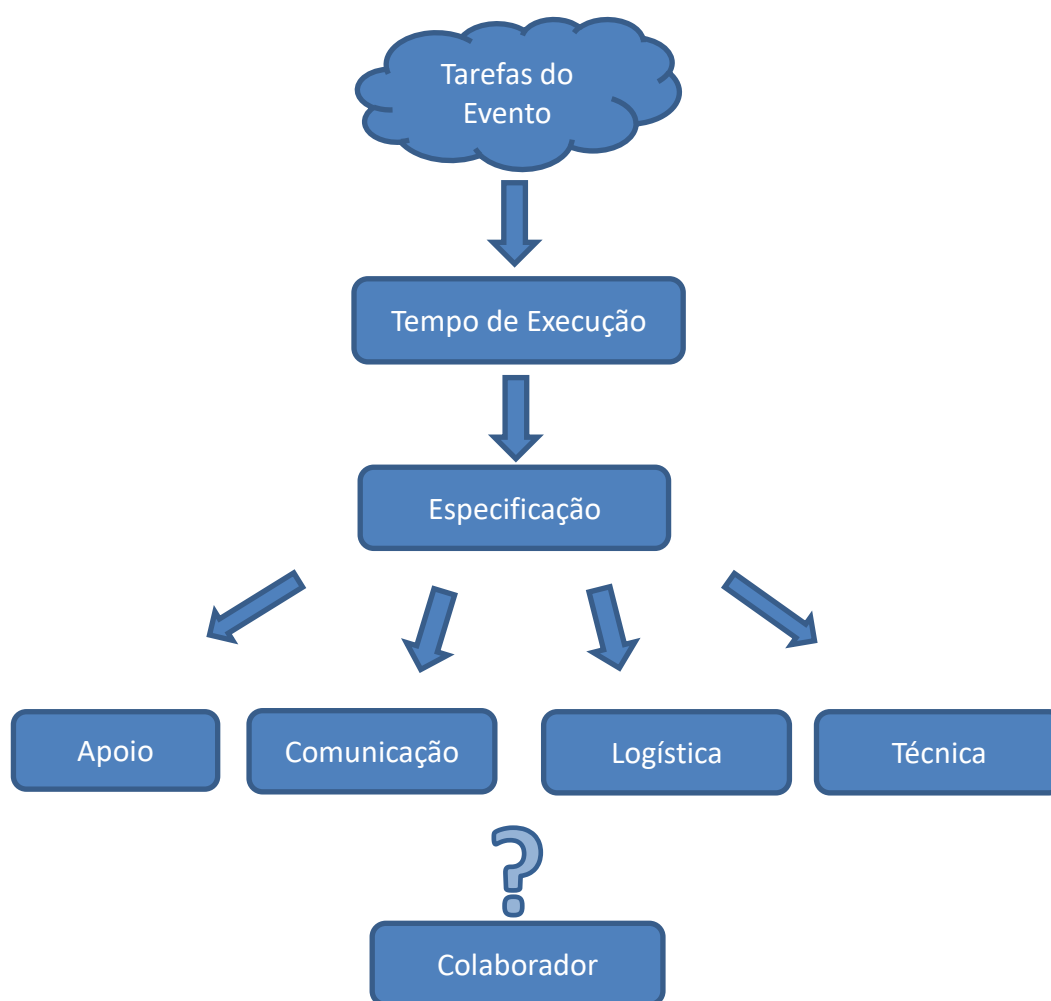 Tarefas do
Evento
Tempo de Execução
Especificação
Apoio
Comunicação
Logística
Técnica
?
Colaborador